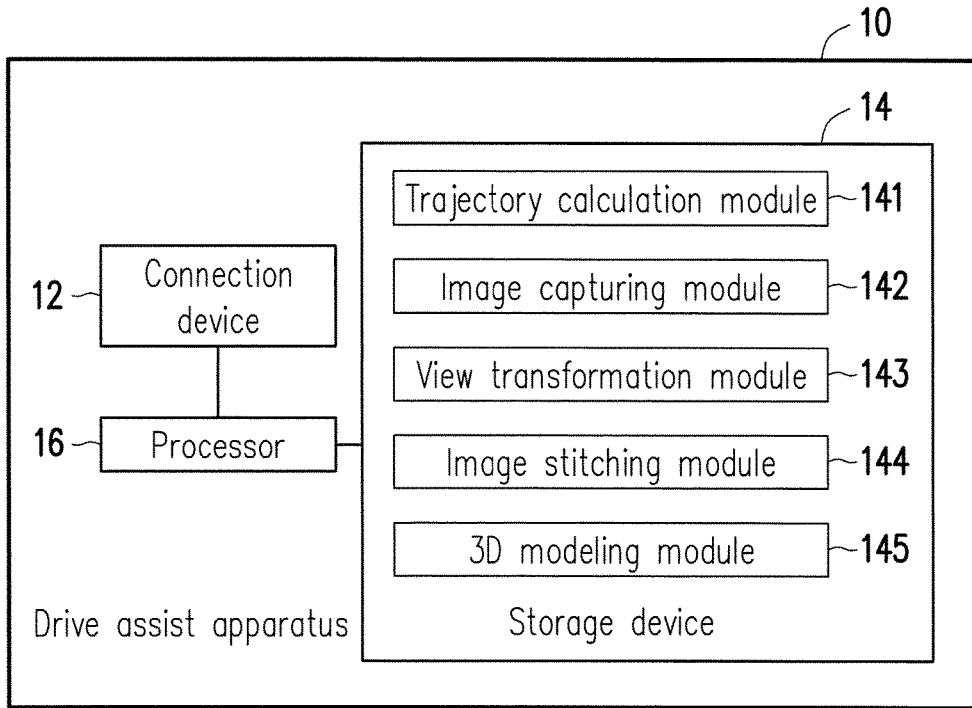 10
14
Trajectory calculation module
141
Connection
device
12
Image capturing module
142
View transformation module
143
16
Processor
Image stitching module
144
3D modeling module
145
Drive assist apparatus
Storage device